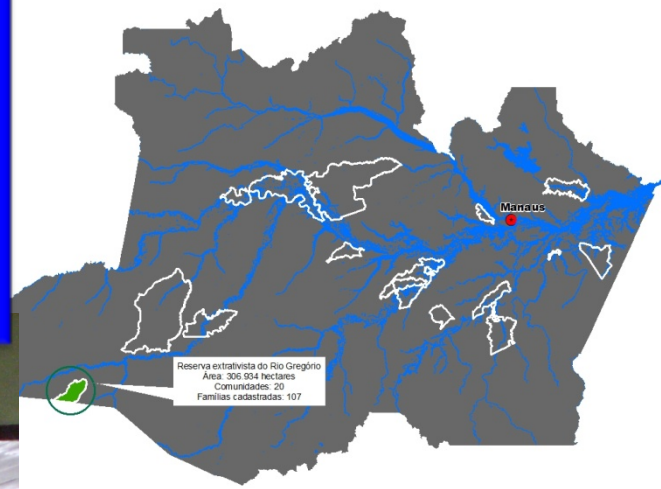 Manaus
Reserva extrativista do Rio Gregório
Área: 306.934 hectares
Comunidades: 20
Famílias cadastradas: 107